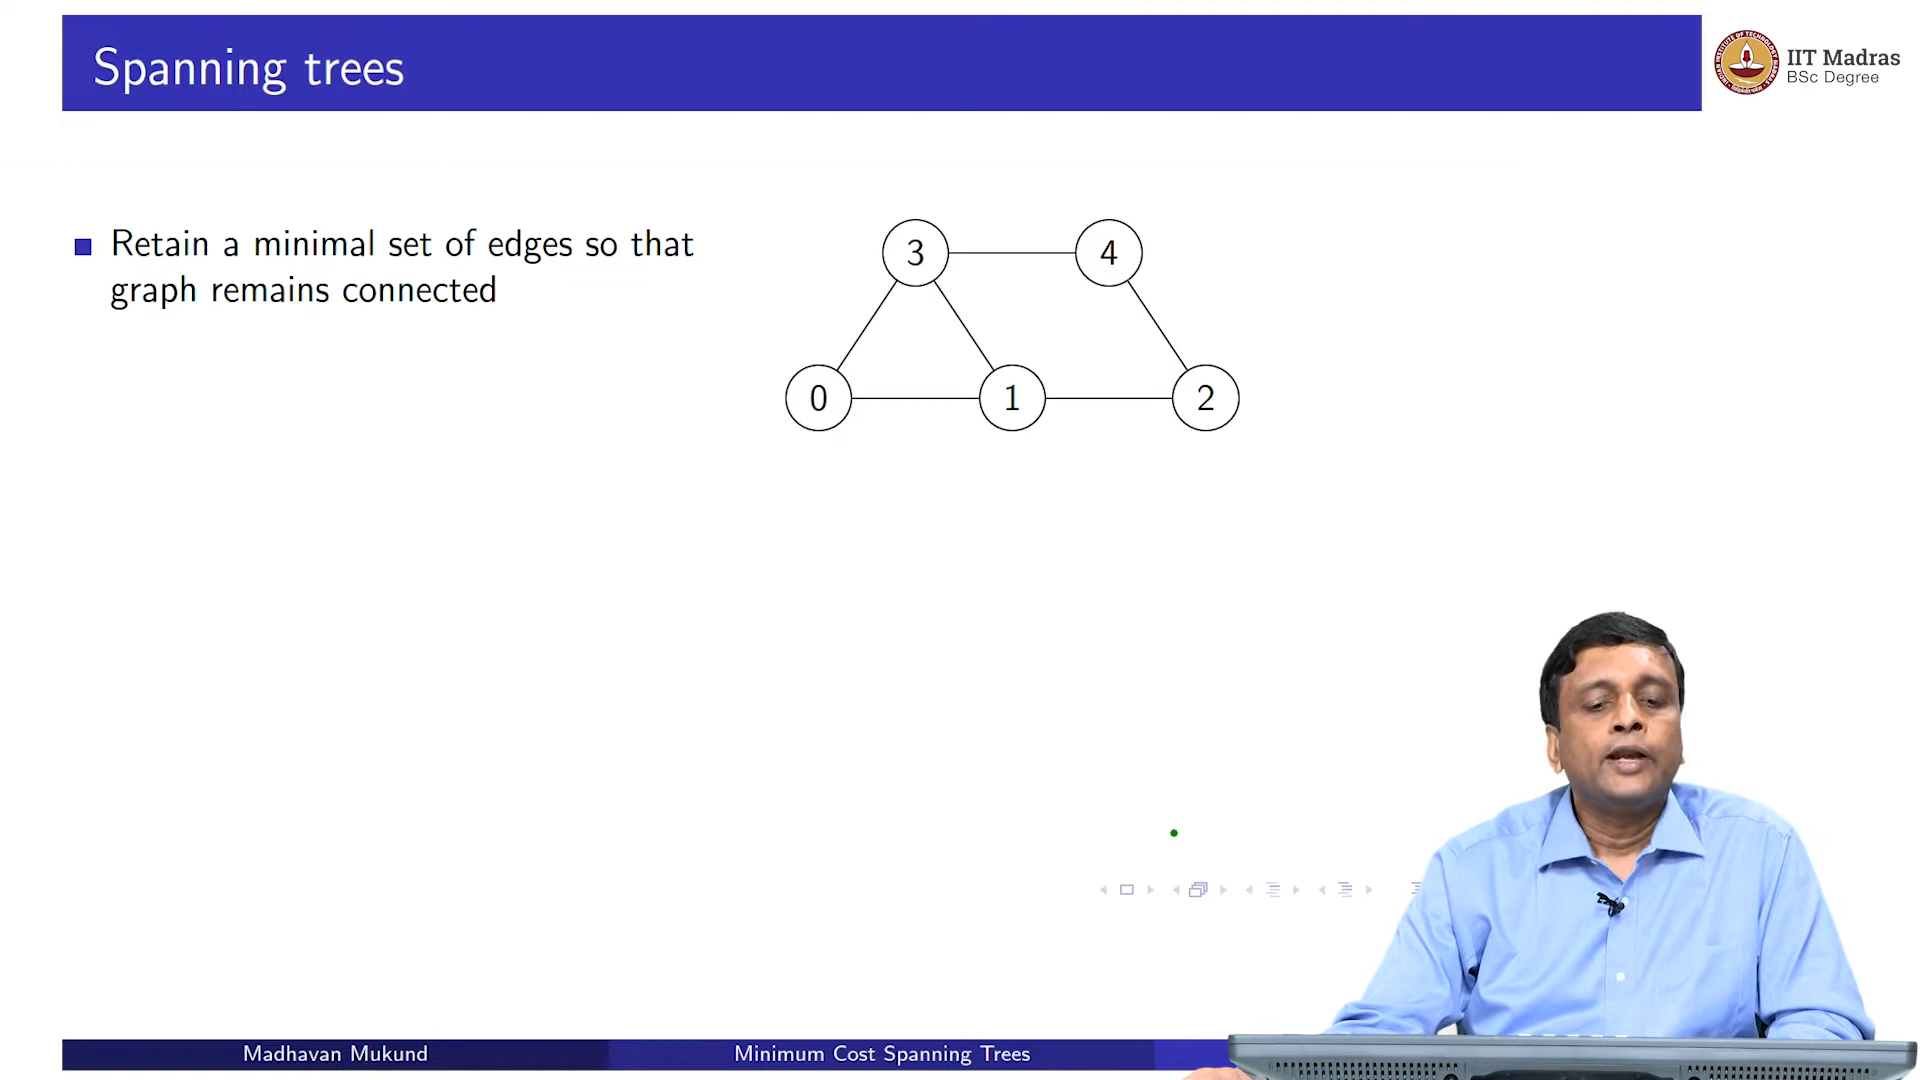 Spanning trees
IIT Madras
BSc Degree
Retain a minimal set of edges so that
graph remains connected
3 4
0 1 2
Madhavan Mukund
Minimum Cost Spanning Trees